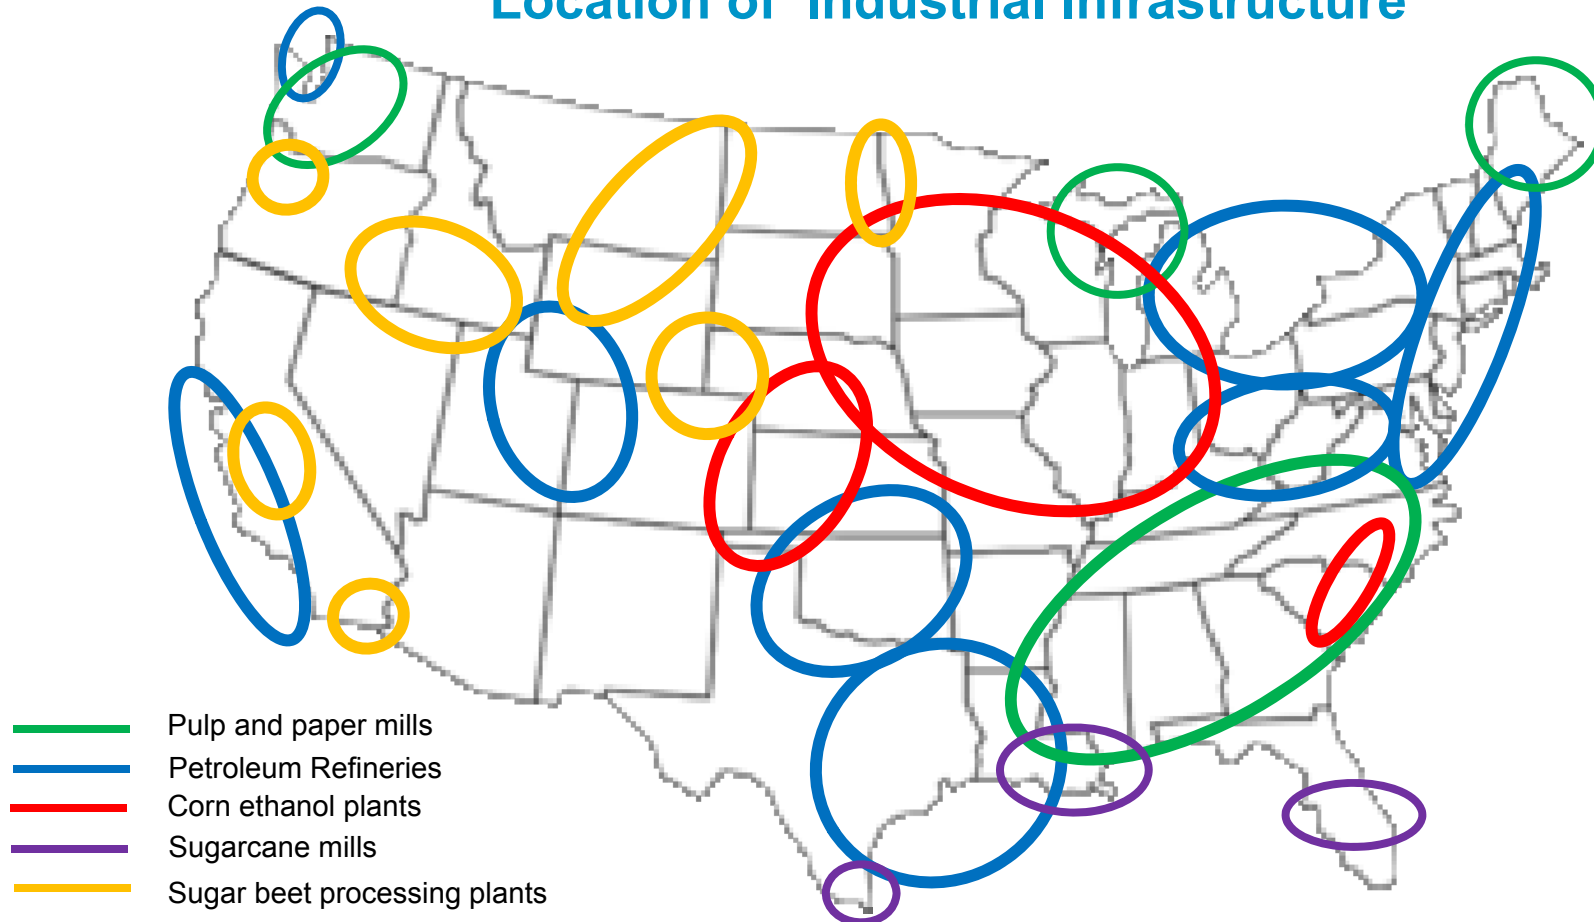 Location of Industrial Infrastructure
Pulp and paper mills
Petroleum Refineries
Corn ethanol plants
Sugarcane mills
Sugar beet processing plants